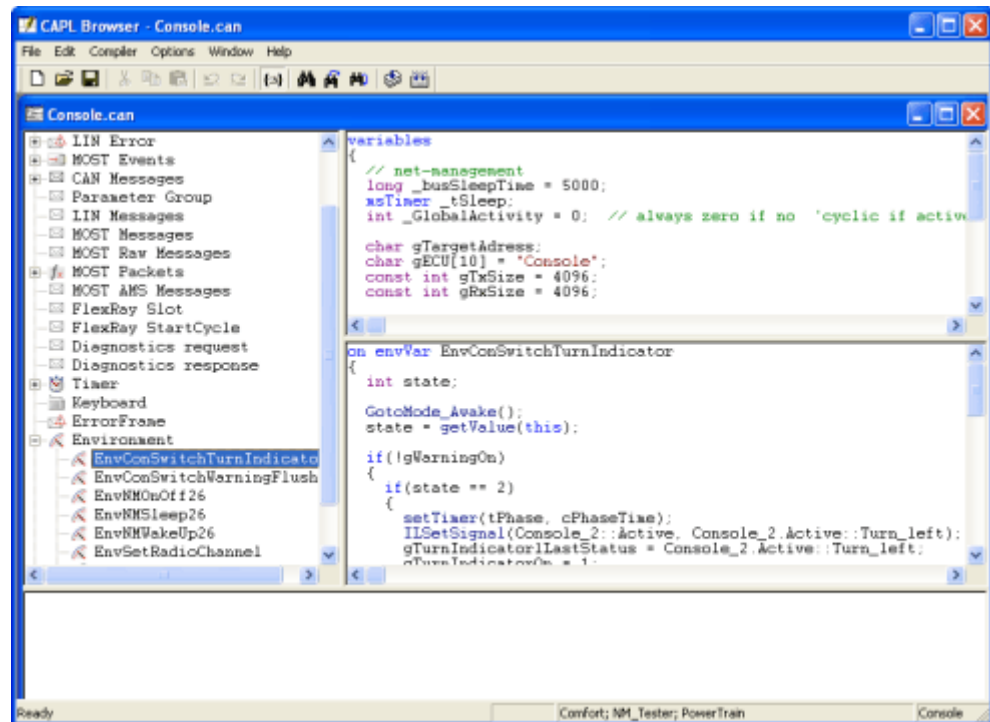 CAPL Browser - Console.can
File Edit Compiler Options Window Help
Console.can
LIN Error
MOST Events
CAN Messages
Parameter Group
LIN Messages
MOST Messages
MOST Raw Messages
MOST Packets
MOST AMS Messages
FlexRay Slot
FlexRay StartCycle
Diagnostics request
Diagnostics response
Timer
Keyboard
ErrorFrame
Environment
EnvConSwitchTurnIndicato
EnvConSwitchWarningFlush
EnvNMOnOff26
EnvNMSleep26
EnvNMWakeUp26
EnvSetRadioChannel
variables
{
// net-management
long _busSleepTime = 5000;
msTimer _tSleep;
int _GlobalActivity = 0; // always zero if no 'cyclic if active
char gTargetAdress;
char gECU[10] = "Console";
const int gTxSize = 4096;
const int gRxSize = 4096;
on envVar EnvConSwitchTurnIndicator
{
int state;
GotoMode_Awake();
state = getValue(this);
if(!gWarningOn)
{
if(state == 2)
{
setTimer(tPhase, cPhaseTime);
ILSetSignal(Console_2::Active, Console_2.Active::Turn_left);
gTurnIndicatorlLastStatus = Console_2.Active::Turn_left;
gTurnIndicatorOn = 1;
Ready
Comfort; NM_Tester; PowerTrain
Console